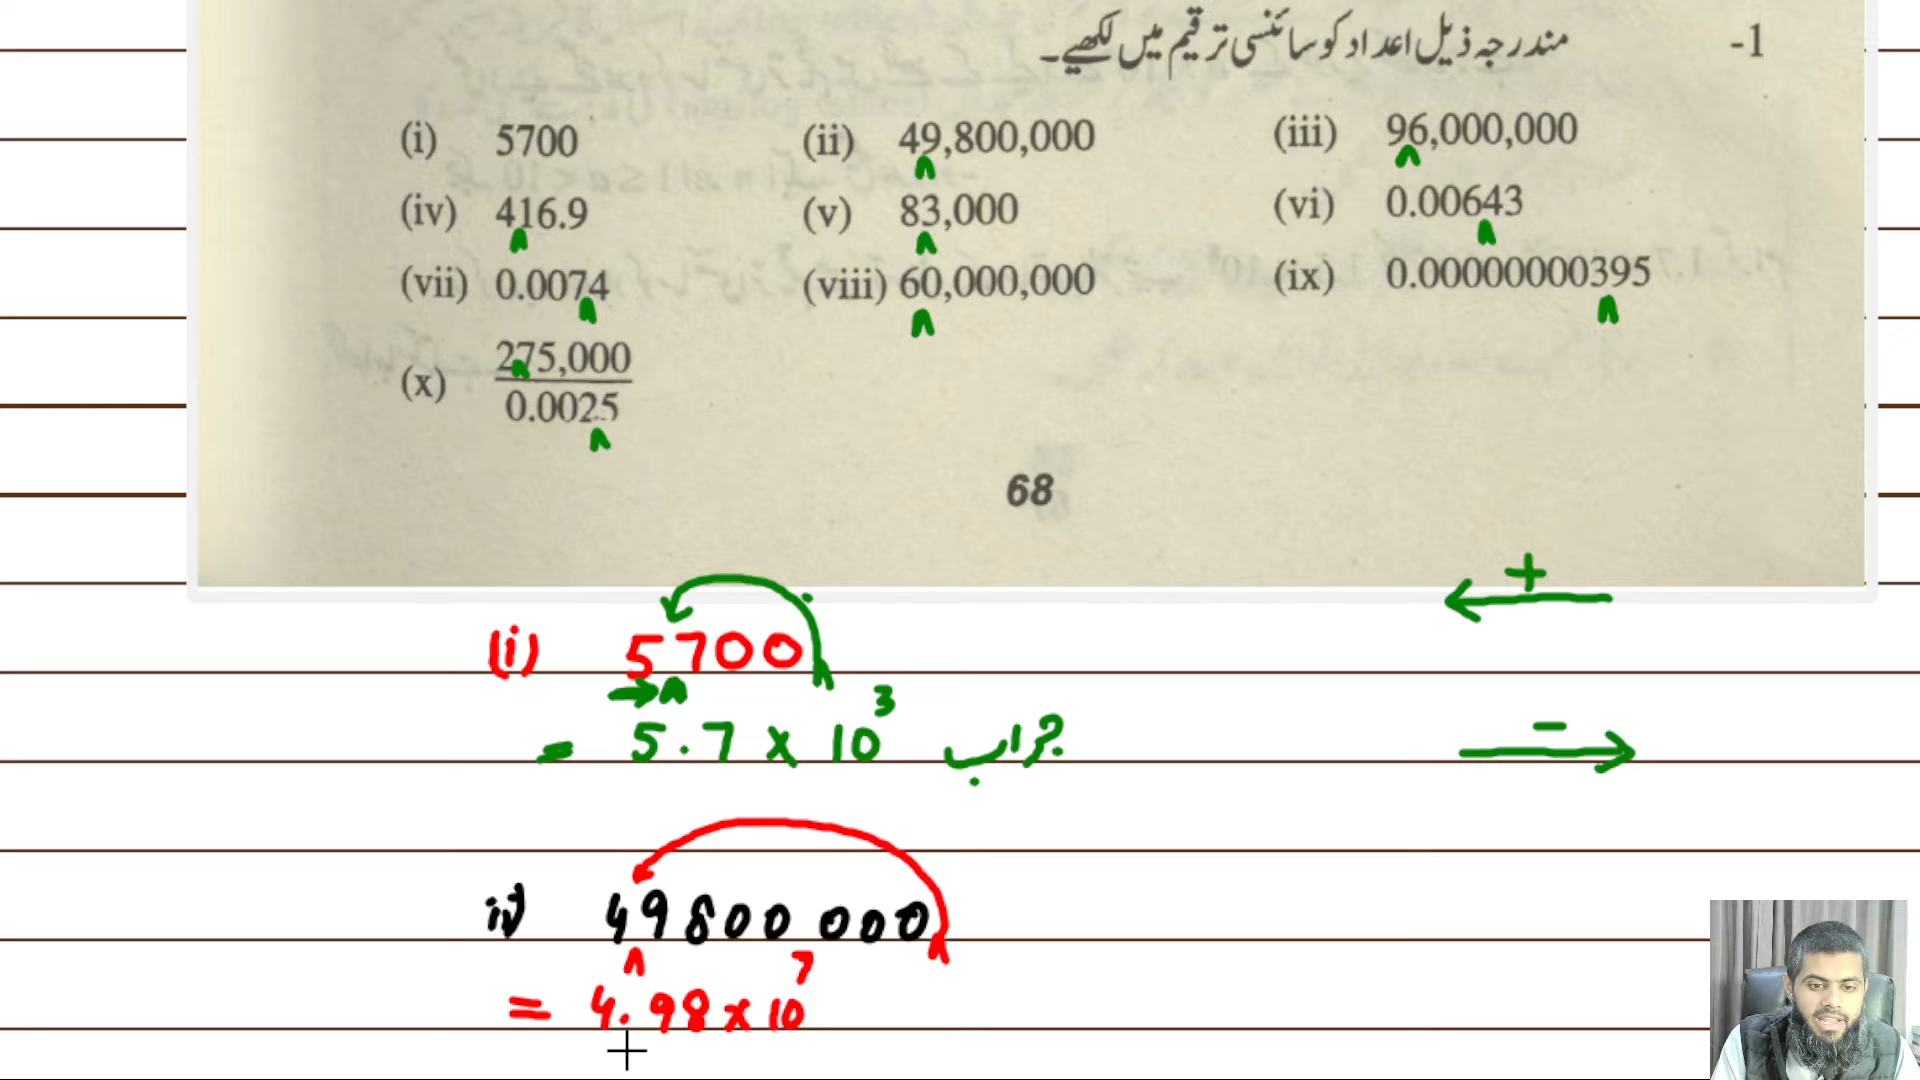 -1 مندرجہ ذیل اعداد کو سائنسی ترقیم میں لکھیے۔
(i) 5700 (ii) 49,800,000 (iii) 96,000,000
(iv) 416.9 (v) 83,000 (vi) 0.00643
(vii) 0.0074 (viii) 60,000,000 (ix) 0.00000000395
(x) 275,000
0.0025
68
+
(i) 5700
= 5.7 × 10³ جواب
−
ii) 49800 000
= 4.98 × 10⁷